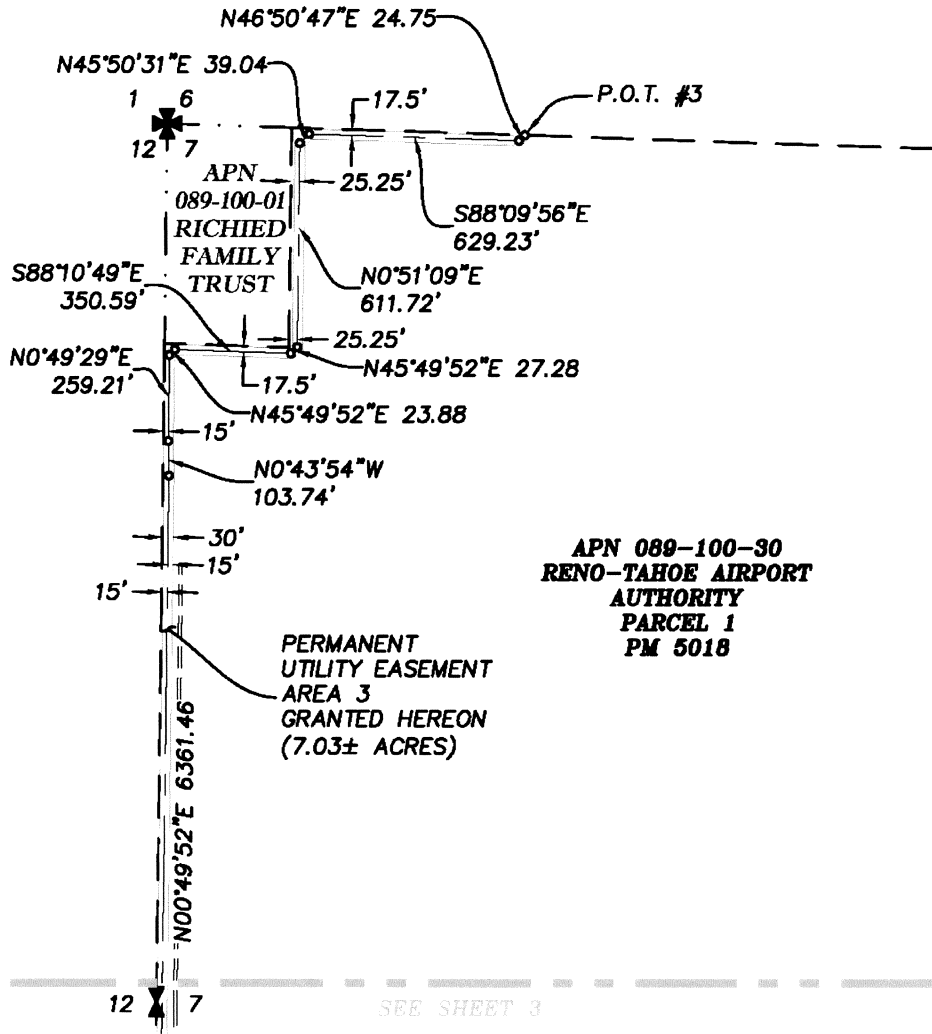 N46°50'47"E 24.75
N45°50'31"E 39.04
1 6
12 7
17.5'
P.O.T. #3
APN
089-100-01
RICHIED
FAMILY
TRUST
25.25'
S88°09'56"E
629.23'
S88°10'49"E
350.59'
N0°51'09"E
611.72'
25.25'
N0°49'29"E
259.21'
17.5'
N45°49'52"E 27.28
N45°49'52"E 23.88
15'
N0°43'54"W
103.74'
30'
15'
15'
APN 089-100-30
RENO-TAHOE AIRPORT
AUTHORITY
PARCEL 1
PM 5018
PERMANENT
UTILITY EASEMENT
AREA 3
GRANTED HEREON
(7.03± ACRES)
N00°49'52"E 6361.46
12 7
SEE SHEET 3